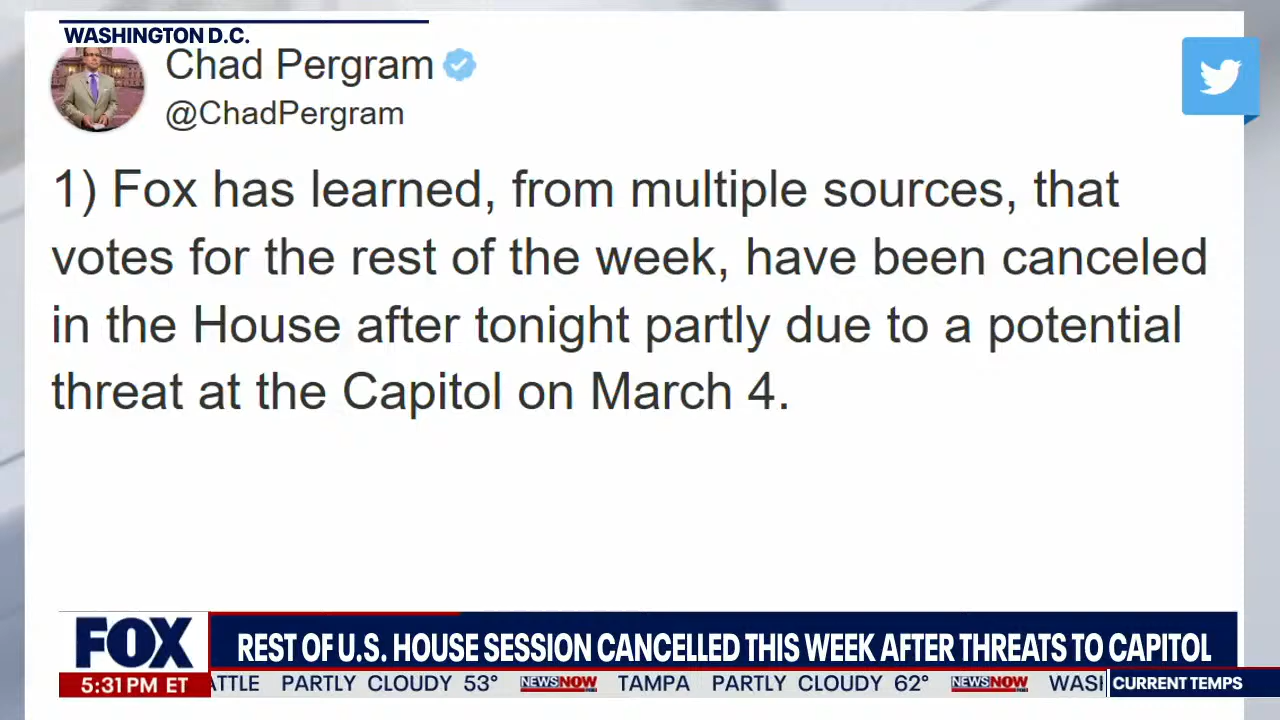 WASHINGTON D.C.
Chad Pergram
@ChadPergram
1) Fox has learned, from multiple sources, that
votes for the rest of the week, have been canceled
in the House after tonight partly due to a potential
threat at the Capitol on March 4.
FOX
REST OF U.S. HOUSE SESSION CANCELLED THIS WEEK AFTER THREATS TO CAPITOL
5:31 PM ET ATTLE PARTLY CLOUDY 53° NEWSNOW TAMPA PARTLY CLOUDY 62° NEWSNOW WASI CURRENT TEMPS